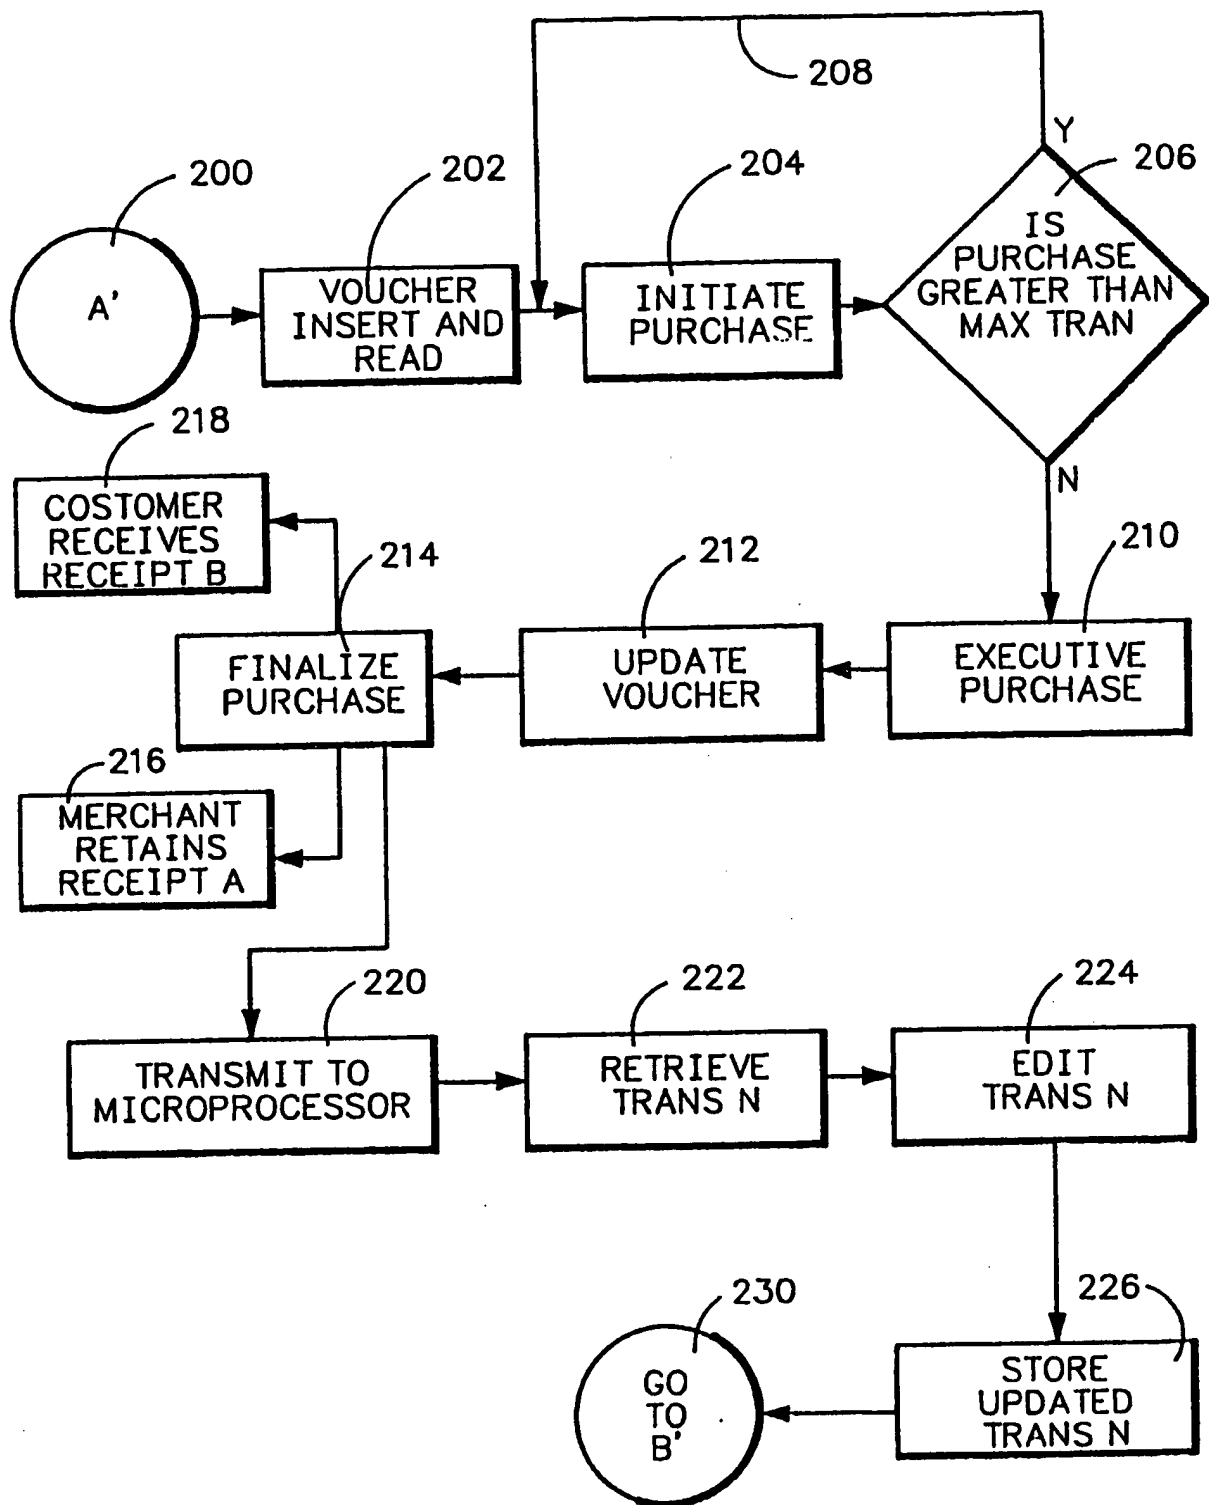 208
Y
206
200
202
204
A'
VOUCHER
INSERT AND
READ
INITIATE
PURCHASE
IS
PURCHASE
GREATER THAN
MAX TRAN
N
218
COSTOMER
RECEIVES
RECEIPT B
214
212
210
FINALIZE
PURCHASE
UPDATE
VOUCHER
EXECUTIVE
PURCHASE
216
MERCHANT
RETAINS
RECEIPT A
220
222
224
TRANSMIT TO
MICROPROCESSOR
RETRIEVE
TRANS N
EDIT
TRANS N
230
226
GO
TO
B'
STORE
UPDATED
TRANS N